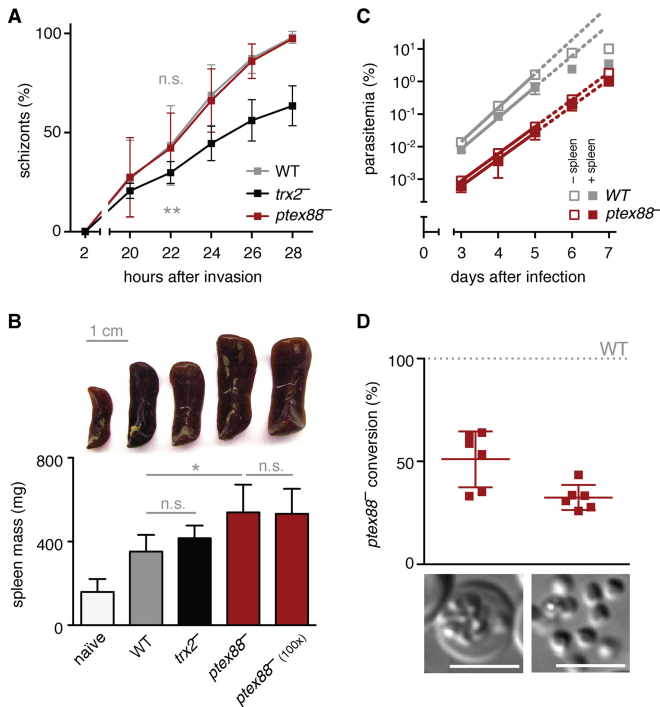 A
schizonts (%)
100
50
0
n.s.
**
WT
trx2⁻
ptex88⁻
2 20 22 24 26 28
hours after invasion
B
1 cm
spleen mass (mg)
800
400
0
*
n.s.
n.s.
naïve
WT
trx2⁻
ptex88⁻
ptex88⁻ (100x)
C
parasitemia (%)
10¹
10⁰
10⁻¹
10⁻²
10⁻³
– spleen
+ spleen
WT
ptex88⁻
0 3 4 5 6 7
days after infection
D
WT
ptex88⁻ conversion (%)
100
50
0